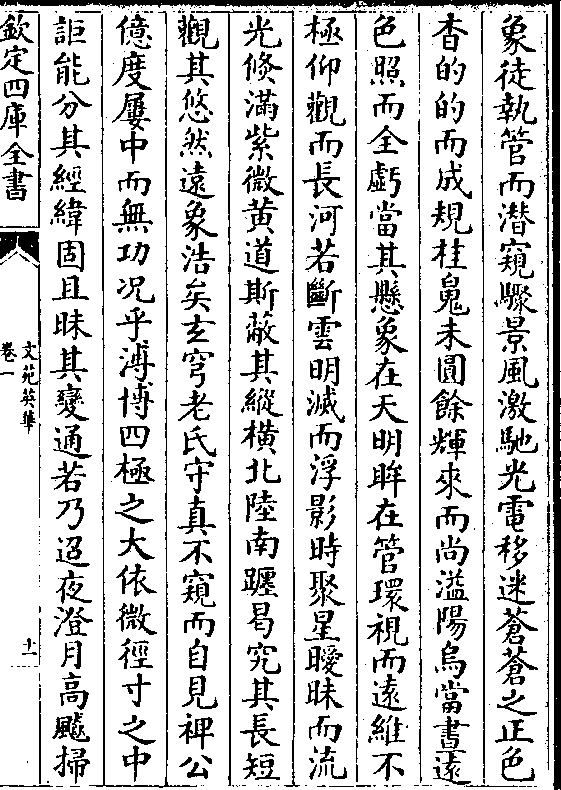 象徒執管而潜窺驟景風激馳光電移迷蒼蒼之正色
杳的的而成規桂䰟未圓餘輝來而尚溢陽烏當晝遠
色照而全虧當其懸象在天明眸在管環視而遠維不
極仰觀而長河若斷雲明滅而浮影時聚星曖昧而流
光倐滿紫微黄道斯蔽其縱橫北陸南躔曷究其長短
觀其悠然遠象浩矣玄穹老氏守真不窺而自見裨公
億度屢中而無功况乎溥博四極之大依微徑寸之中
詎能分其經緯固且昧其變通若乃迢夜澄月高飈掃
欽定四庫全書
文苑英華
卷一
十一